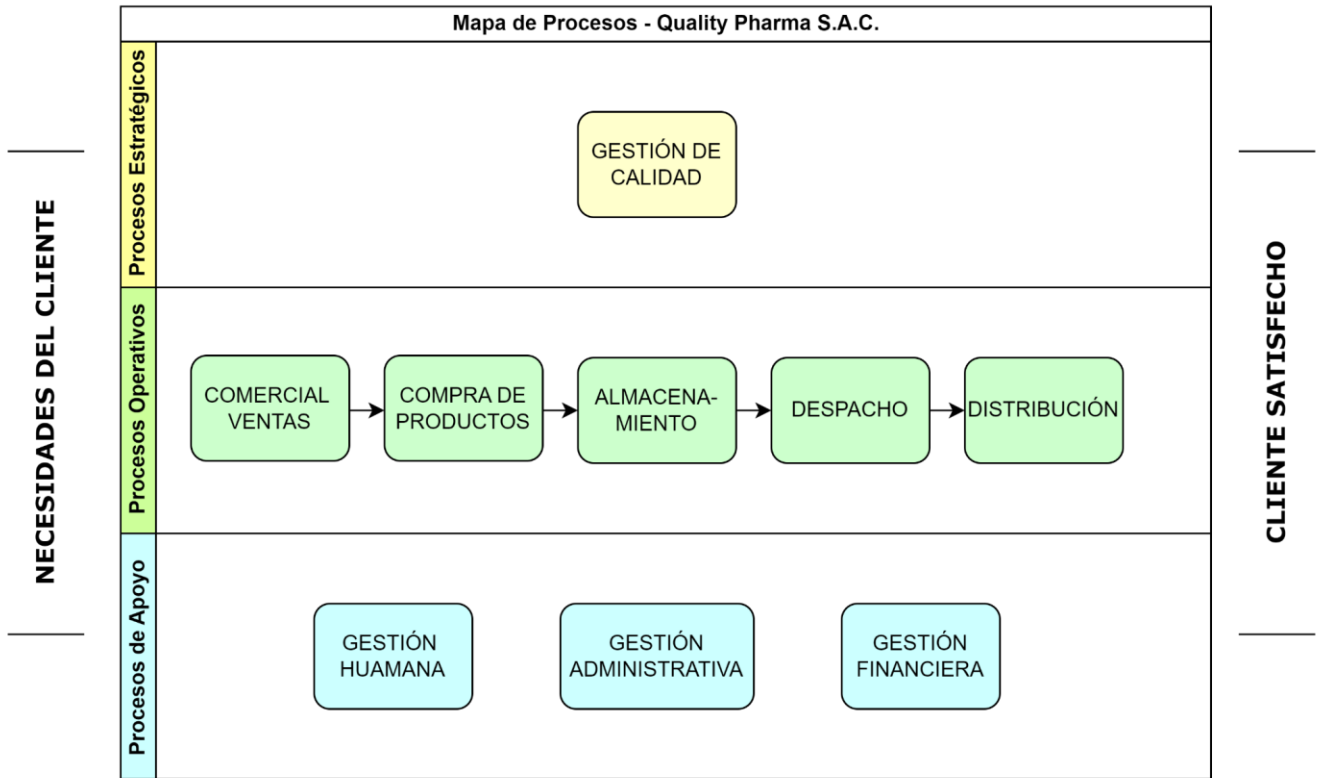 Mapa de Procesos - Quality Pharma S.A.C.
NECESIDADES DEL CLIENTE
Procesos Estratégicos
GESTIÓN DE
CALIDAD
Procesos Operativos
COMERCIAL
VENTAS
COMPRA DE
PRODUCTOS
ALMACENA-
MIENTO
DESPACHO
DISTRIBUCIÓN
Procesos de Apoyo
GESTIÓN
HUAMANA
GESTIÓN
ADMINISTRATIVA
GESTIÓN
FINANCIERA
CLIENTE SATISFECHO